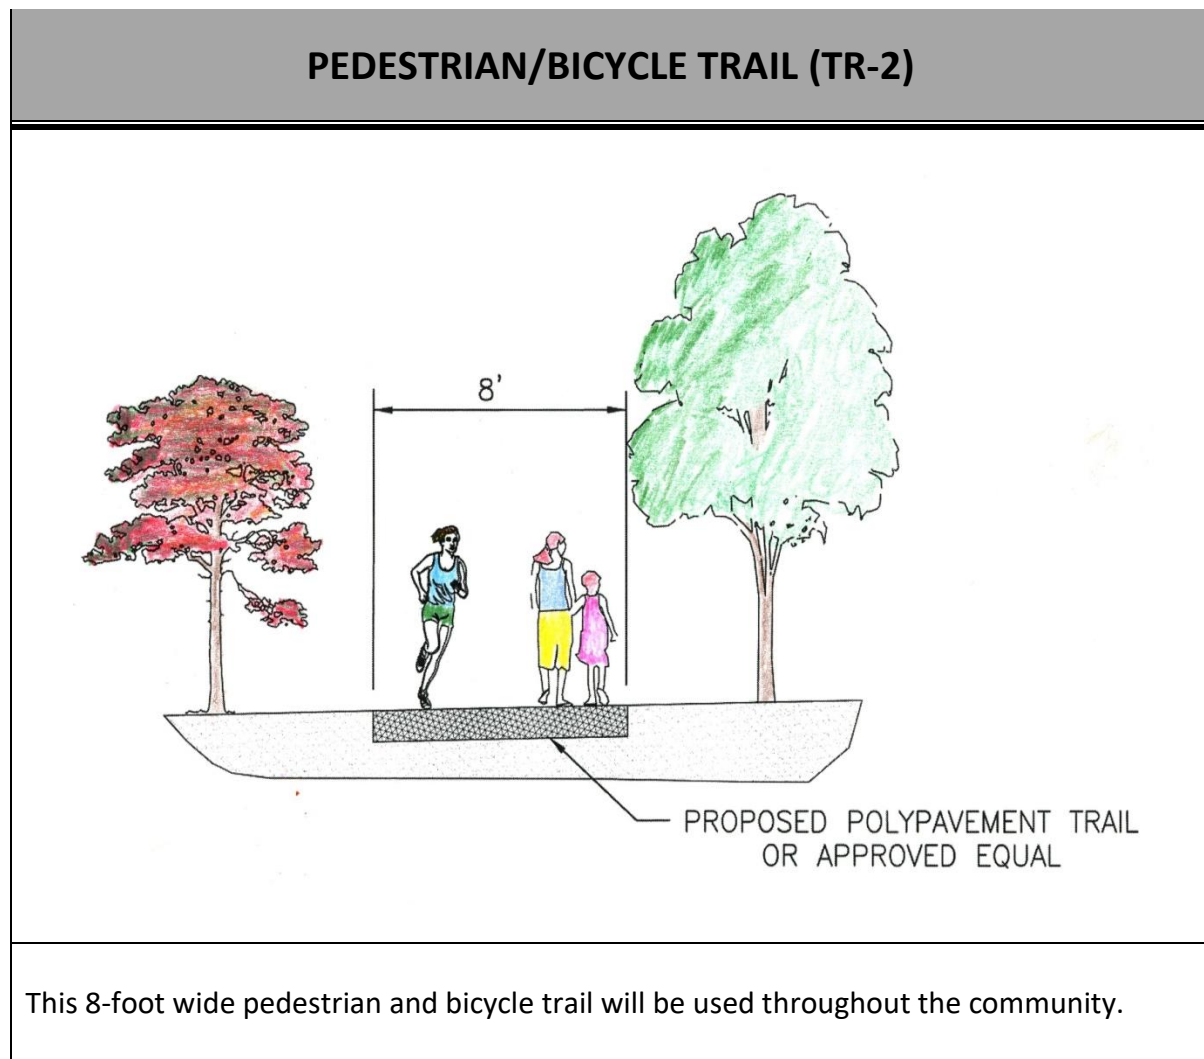 PEDESTRIAN/BICYCLE TRAIL (TR-2)
8'
PROPOSED POLYPAVEMENT TRAIL
OR APPROVED EQUAL
This 8-foot wide pedestrian and bicycle trail will be used throughout the community.